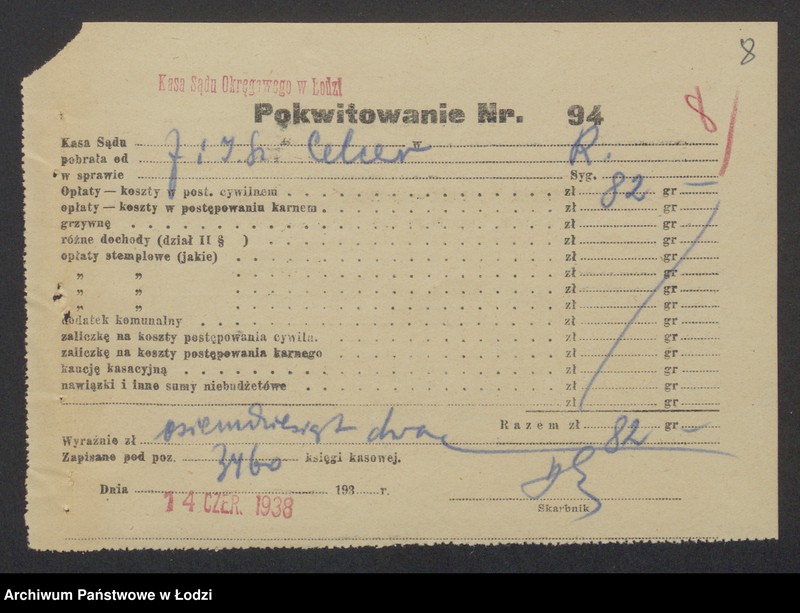 8
Kasa Sądu Okręgowego w Łodzi
8
Pokwitowanie Nr. 94
Kasa Sądu w
pobrała od J. i R.
w sprawie Syg.
Opłaty — koszty w post. cywilnem zł 82 gr —
opłaty — koszty w postępowaniu karnem zł gr
grzywnę zł gr
różne dochody (dział II § ) zł gr
opłaty stemplowe (jakie) zł gr
„ „ zł gr
„ „ zł gr
„ „ zł gr
dodatek komunalny zł gr
zaliczkę na koszty postępowania cywiln. zł gr
zaliczkę na koszty postępowania karnego zł gr
kaucję kasacyjną zł gr
nawiązki i inne sumy niebudżetowe zł gr
zł gr
Razem zł 82 gr —
Wyraźnie zł osiemdziesiąt dwa
Zapisano pod poz. 3460 księgi kasowej.
Dnia 14 CZER. 1938 193 r.
Skarbnik
Archiwum Państwowe w Łodzi